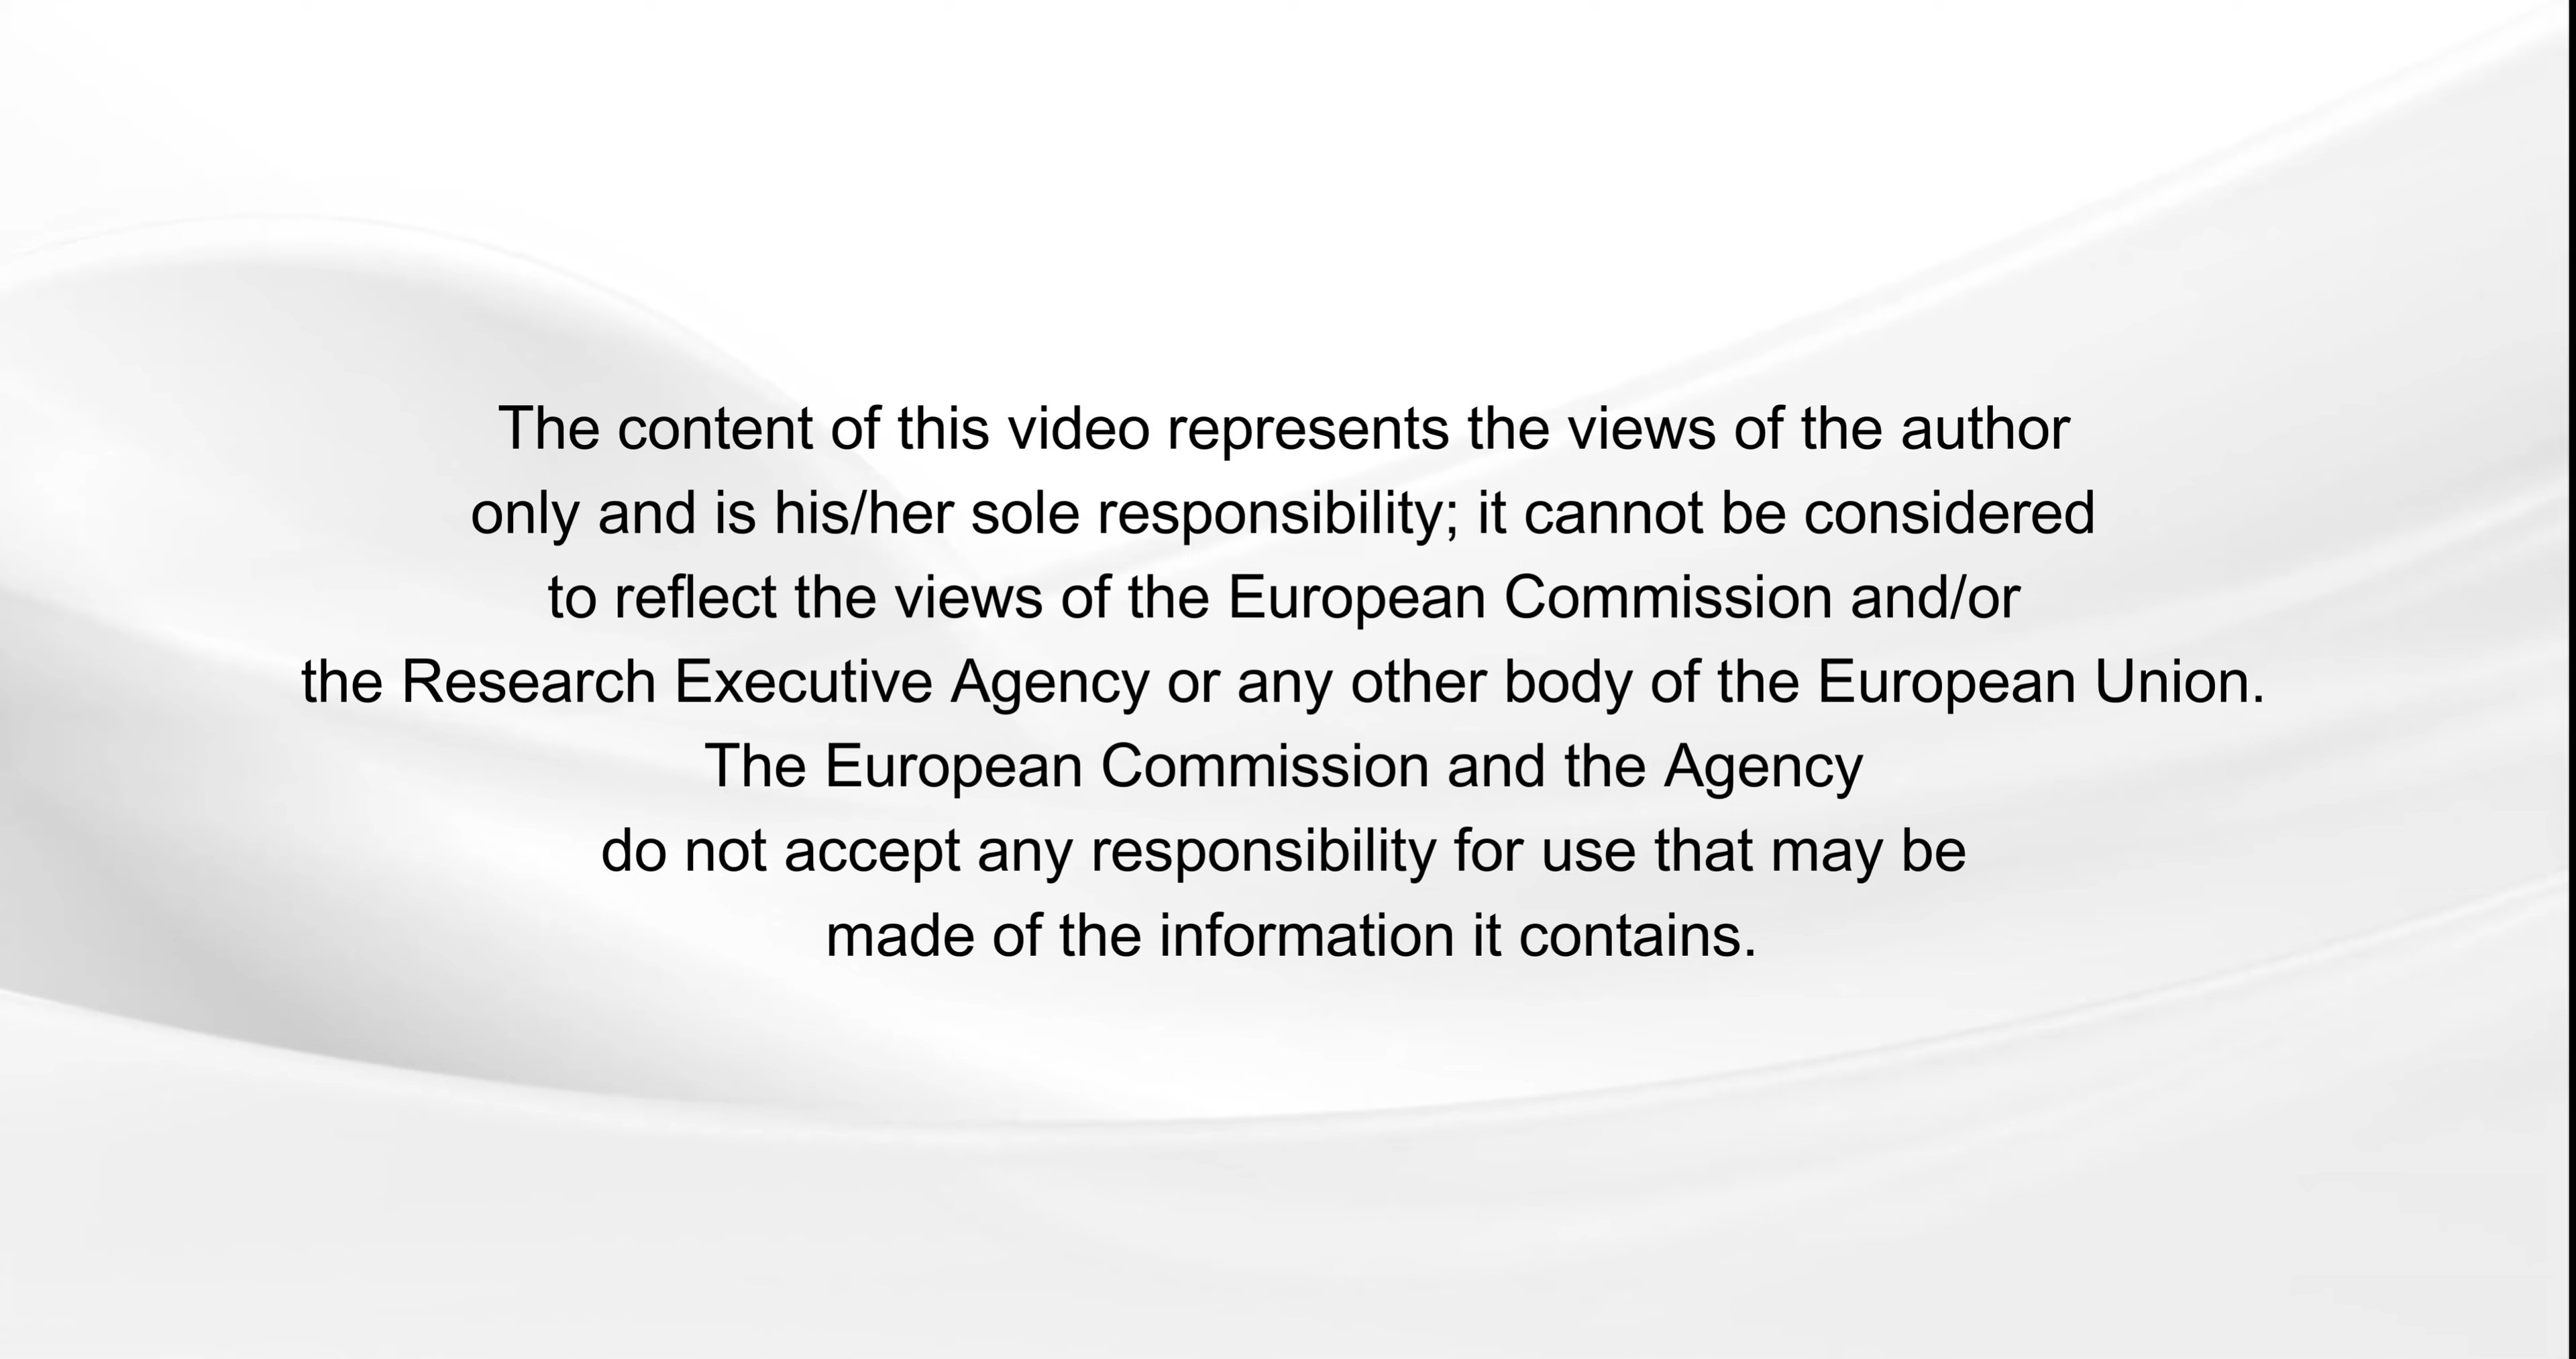 The content of this video represents the views of the author
only and is his/her sole responsibility; it cannot be considered
to reflect the views of the European Commission and/or
the Research Executive Agency or any other body of the European Union.
The European Commission and the Agency
do not accept any responsibility for use that may be
made of the information it contains.